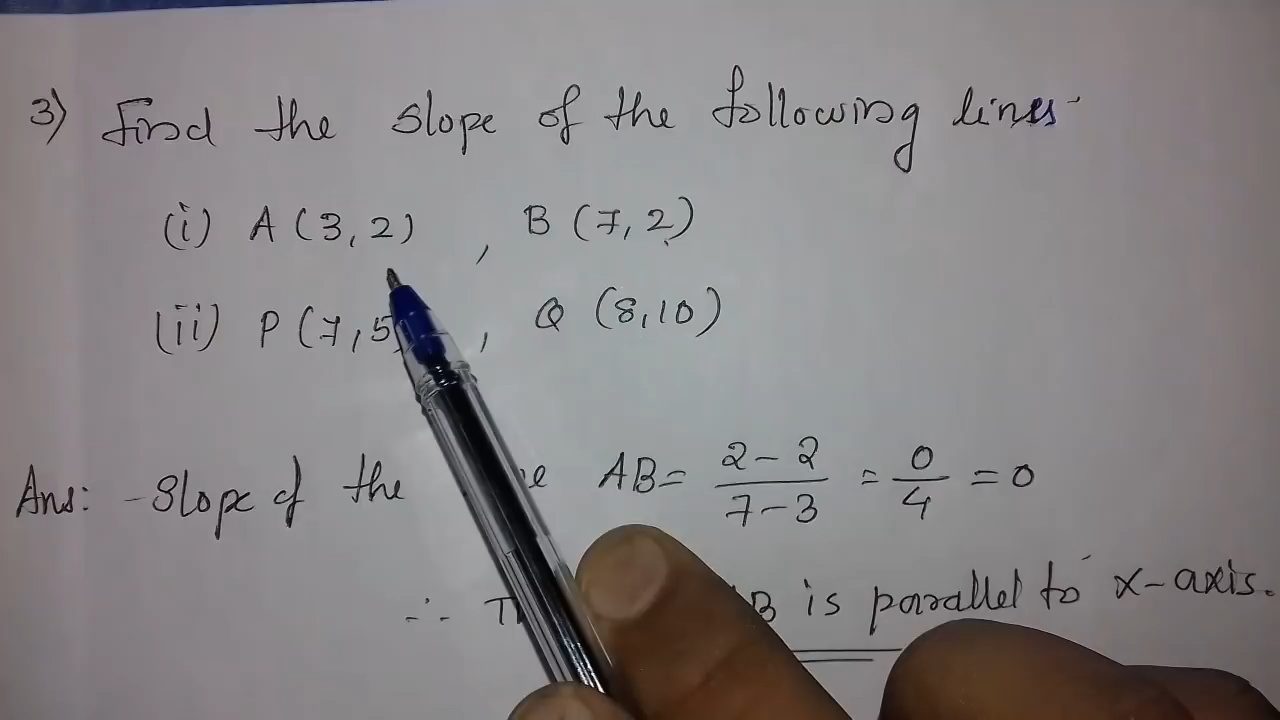 3) Find the slope of the following lines.
(i) A (3, 2) , B (7, 2)
(ii) P (7, 5 , Q (8, 10)
Ans: - Slope of the AB = 2 - 2 / 7 - 3 = 0 / 4 = 0
∴ is parallel to x-axis.